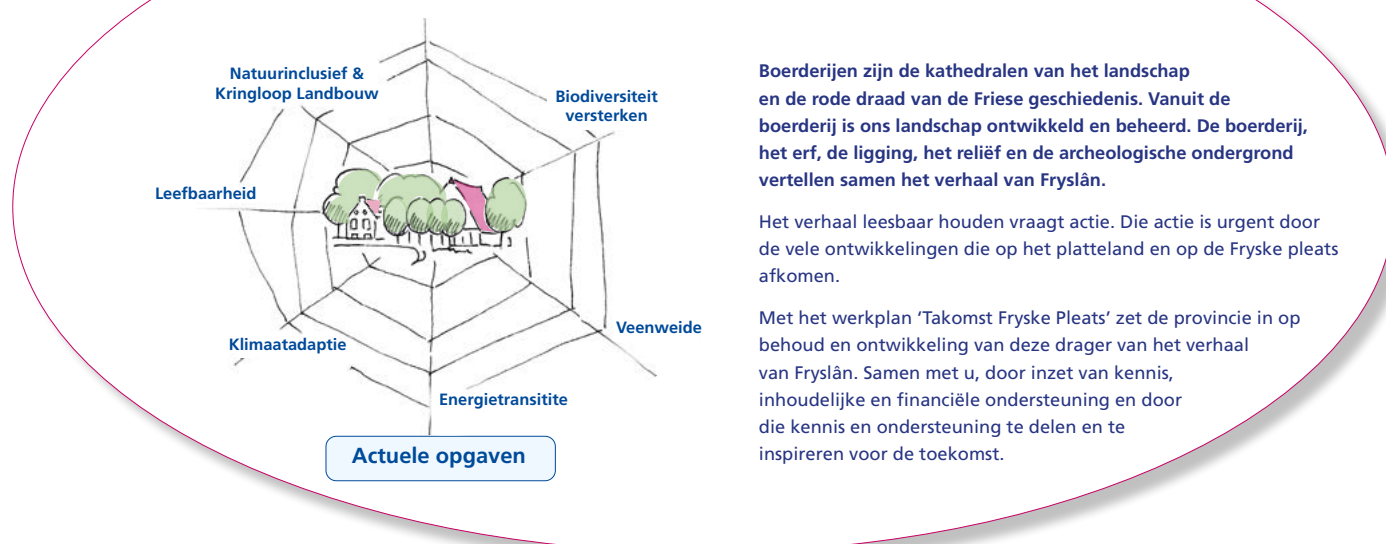 Natuurinclusief &
Kringloop Landbouw
Biodiversiteit
versterken
Leefbaarheid
Veenweide
Klimaatadaptie
Energietransitite
Actuele opgaven
Boerderijen zijn de kathedralen van het landschap
en de rode draad van de Friese geschiedenis. Vanuit de
boerderij is ons landschap ontwikkeld en beheerd. De boerderij,
het erf, de ligging, het reliëf en de archeologische ondergrond
vertellen samen het verhaal van Fryslân.
Het verhaal leesbaar houden vraagt actie. Die actie is urgent door
de vele ontwikkelingen die op het platteland en op de Fryske pleats
afkomen.
Met het werkplan ‘Takomst Fryske Pleats’ zet de provincie in op
behoud en ontwikkeling van deze drager van het verhaal
van Fryslân. Samen met u, door inzet van kennis,
inhoudelijke en financiële ondersteuning en door
die kennis en ondersteuning te delen en te
inspireren voor de toekomst.